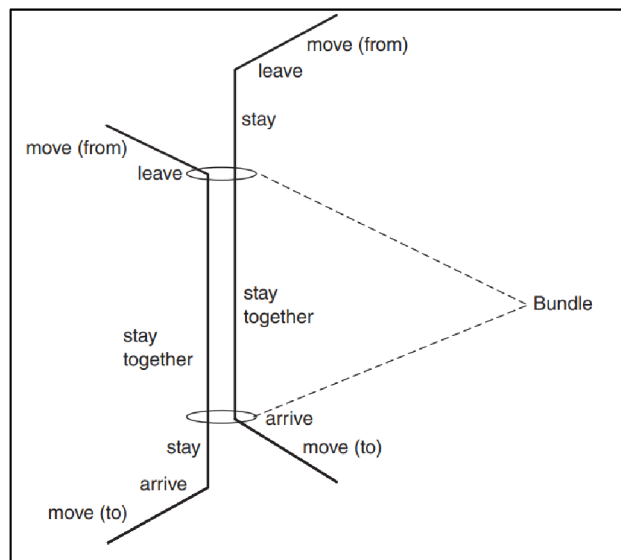 move (from)
leave
stay
move (from)
leave
stay
together
Bundle
stay
together
arrive
stay
move (to)
arrive
move (to)